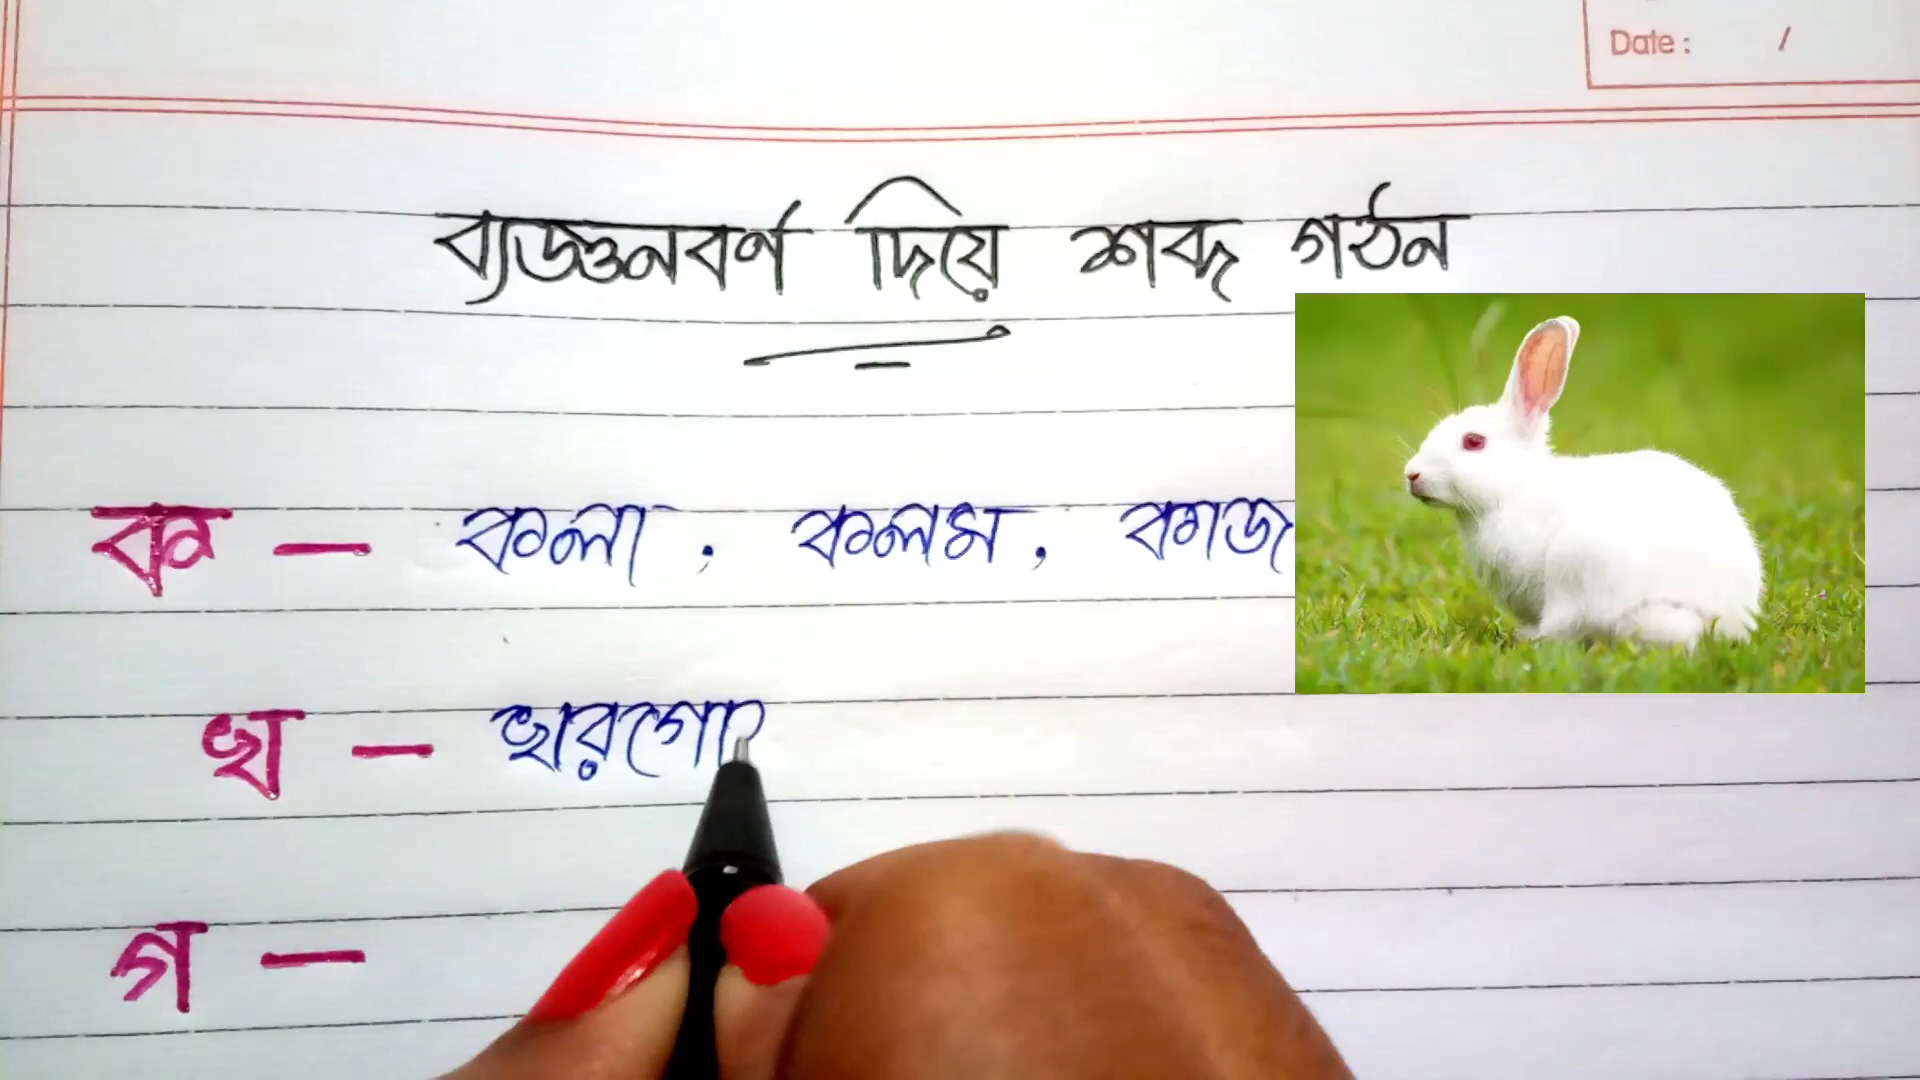 Date: /
ব্যঞ্জনবর্ণ দিয়ে শব্দ গঠন
ক — কলা, কলম, কাজ
খ — খরগো
গ —